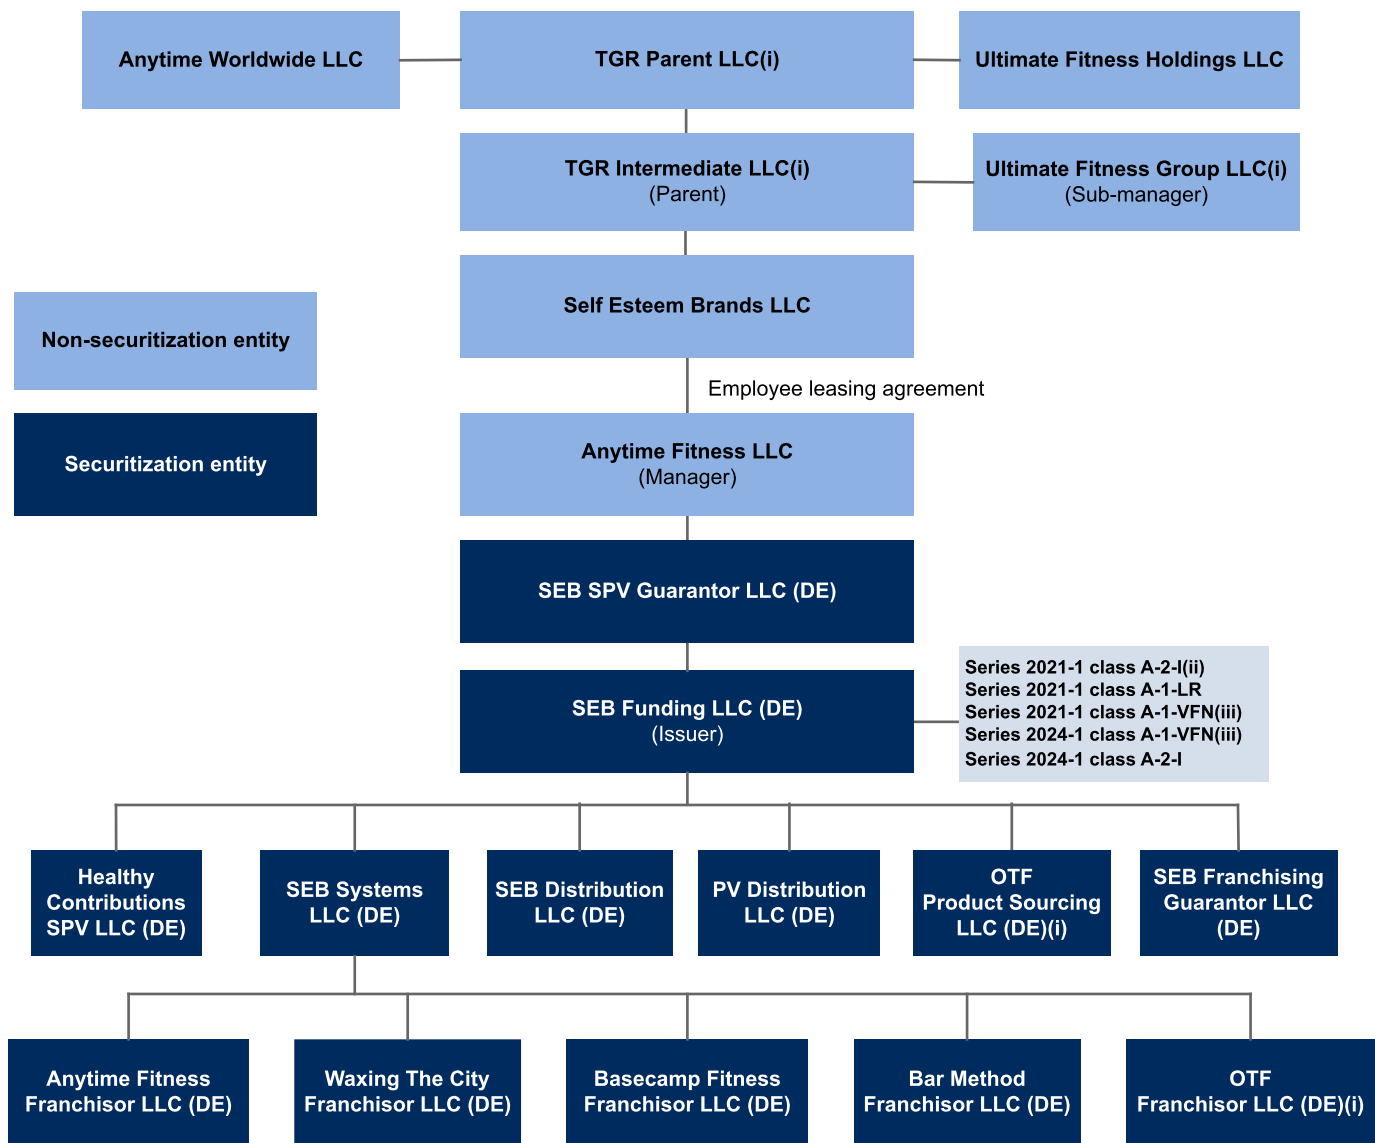 Anytime Worldwide LLC
TGR Parent LLC(i)
Ultimate Fitness Holdings LLC
TGR Intermediate LLC(i)
(Parent)
Ultimate Fitness Group LLC(i)
(Sub-manager)
Self Esteem Brands LLC
Non-securitization entity
Employee leasing agreement
Securitization entity
Anytime Fitness LLC
(Manager)
SEB SPV Guarantor LLC (DE)
SEB Funding LLC (DE)
(Issuer)
Series 2021-1 class A-2-I(ii)
Series 2021-1 class A-1-LR
Series 2021-1 class A-1-VFN(iii)
Series 2024-1 class A-1-VFN(iii)
Series 2024-1 class A-2-I
Healthy
Contributions
SPV LLC (DE)
SEB Systems
LLC (DE)
SEB Distribution
LLC (DE)
PV Distribution
LLC (DE)
OTF
Product Sourcing
LLC (DE)(i)
SEB Franchising
Guarantor LLC
(DE)
Anytime Fitness
Franchisor LLC (DE)
Waxing The City
Franchisor LLC (DE)
Basecamp Fitness
Franchisor LLC (DE)
Bar Method
Franchisor LLC (DE)
OTF
Franchisor LLC (DE)(i)